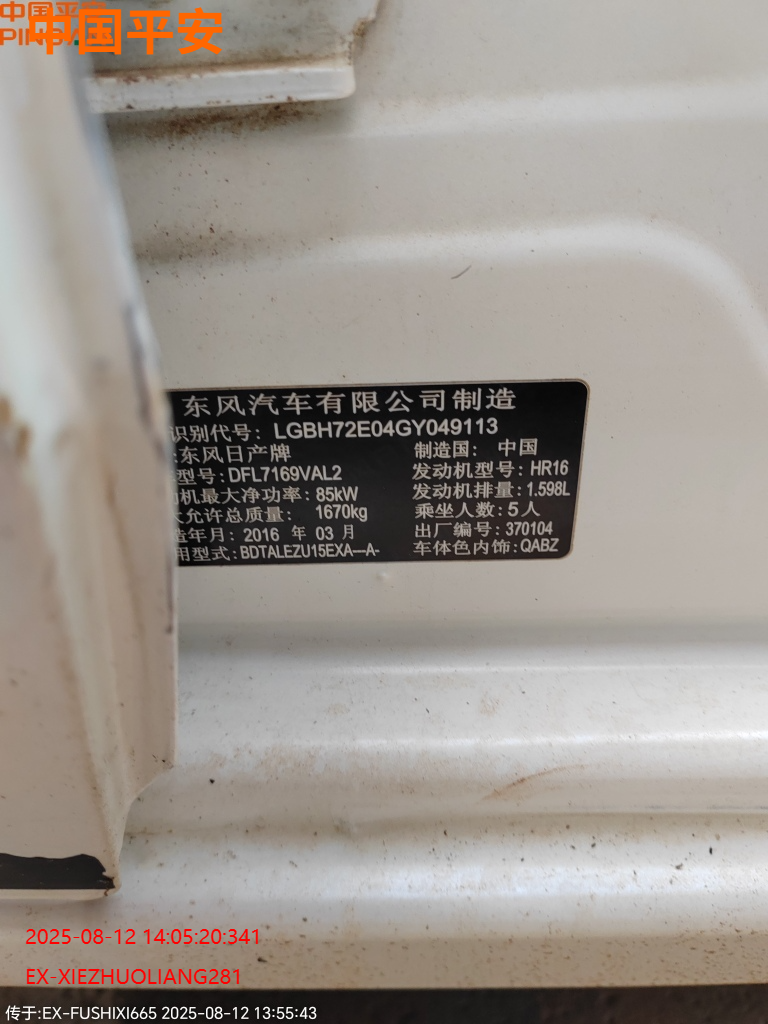 中国平安
PING
中国平安
东风汽车有限公司制造
识别代号: LGBH72E04GY049113
:东风日产牌 制造国: 中国
型号: DFL7169VAL2 发动机型号: HR16
机最大净功率: 85kW 发动机排量: 1.598L
允许总质量: 1670kg 乘坐人数: 5人
造年月: 2016 年 03 月 出厂编号: 370104
用型式: BDTALEZU15EXA---A- 车体色内饰: QABZ
2025-08-12 14:05:20:341
EX-XIEZHUOLIANG281
传于:EX-FUSHIXI665 2025-08-12 13:55:43